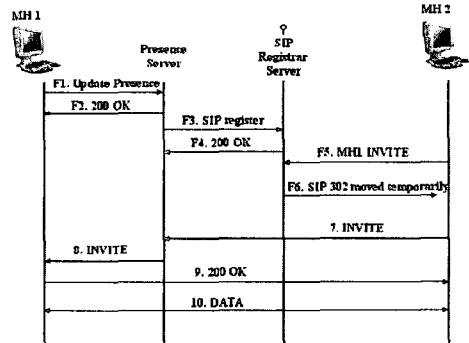 MH 1
MH 2
Presence
Server
SIP
Registrar
Server
F1. Update Presence
F2. 200 OK
F3. SIP register
F4. 200 OK
F5. MH1 INVITE
F6. SIP 302 moved temporarily
7. INVITE
8. INVITE
9. 200 OK
10. DATA